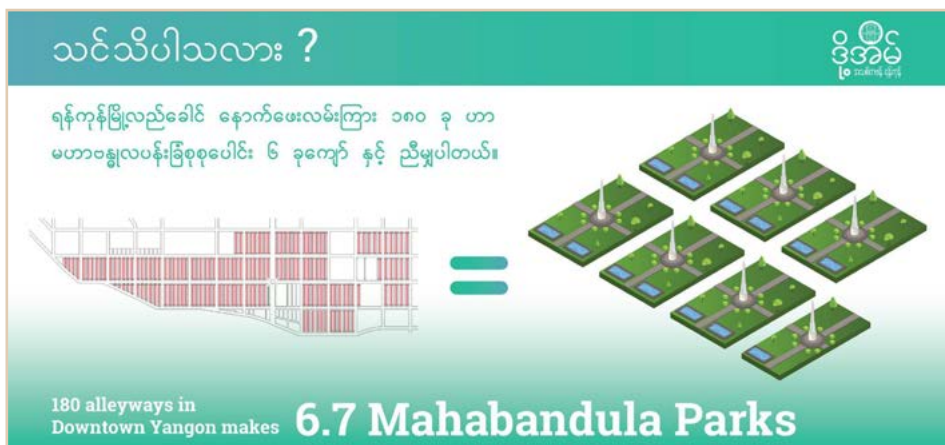 သင်သိပါသလား ?
ဒို့အိမ်
ရန်ကုန်မြို့လည်ခေါင် နောက်ဖေးလမ်းကြား ၁၈၀ ခု ဟာ
မဟာဗန္ဓုလပန်းခြံစုစုပေါင်း ၆ ခုကျော် နှင့် ညီမျှပါတယ်။
180 alleyways in
Downtown Yangon makes 6.7 Mahabandula Parks